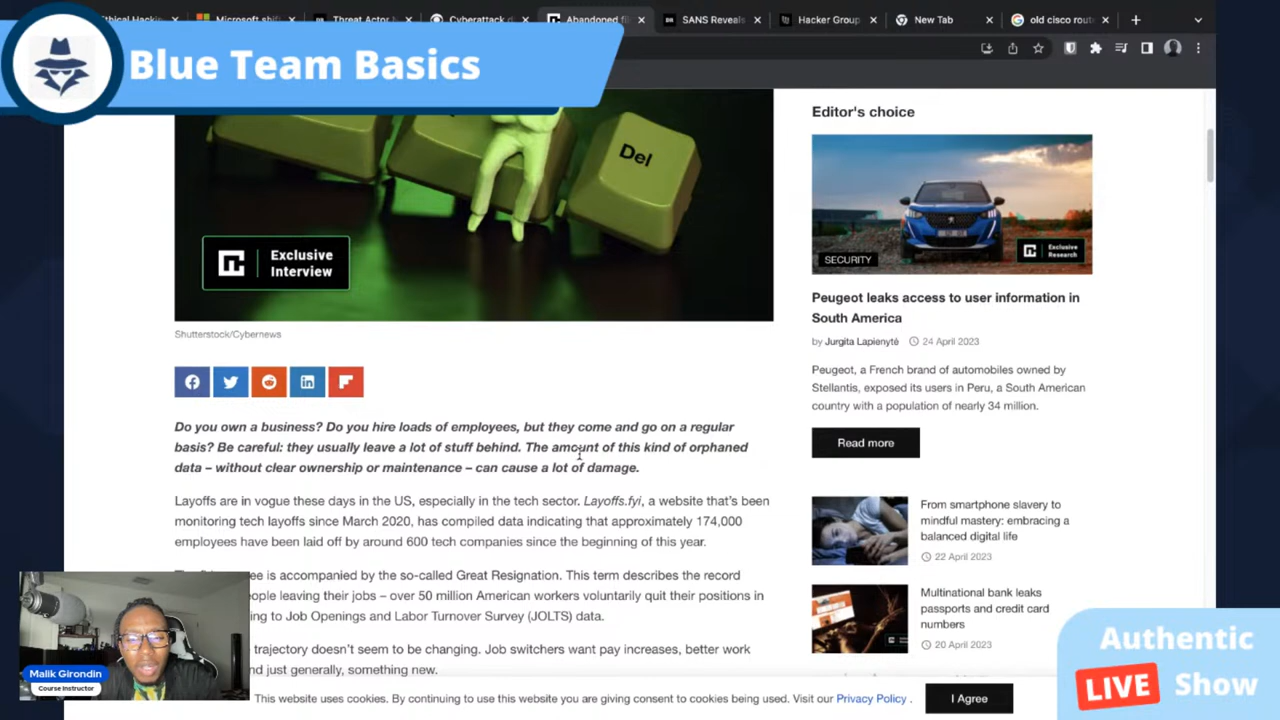 Ethical Hackin
Microsoft shif
Threat Actor N
Cyberattack d
Abandoned fil
SANS Reveals
Hacker Group
New Tab
old cisco rout
Blue Team Basics
Del
Exclusive
Interview
Shutterstock/Cybernews
Do you own a business? Do you hire loads of employees, but they come and go on a regular
basis? Be careful: they usually leave a lot of stuff behind. The amount of this kind of orphaned
data – without clear ownership or maintenance – can cause a lot of damage.
Layoffs are in vogue these days in the US, especially in the tech sector. Layoffs.fyi, a website that's been
monitoring tech layoffs since March 2020, has compiled data indicating that approximately 174,000
employees have been laid off by around 600 tech companies since the beginning of this year.
is accompanied by the so-called Great Resignation. This term describes the record
ople leaving their jobs – over 50 million American workers voluntarily quit their positions in
ing to Job Openings and Labor Turnover Survey (JOLTS) data.
trajectory doesn't seem to be changing. Job switchers want pay increases, better work
nd just generally, something new.
Editor's choice
SECURITY
Exclusive
Research
Peugeot leaks access to user information in
South America
by Jurgita Lapienytė 24 April 2023
Peugeot, a French brand of automobiles owned by
Stellantis, exposed its users in Peru, a South American
country with a population of nearly 34 million.
Read more
From smartphone slavery to
mindful mastery: embracing a
balanced digital life
22 April 2023
Multinational bank leaks
passports and credit card
numbers
20 April 2023
Malik Girondin
Course Instructor
This website uses cookies. By continuing to use this website you are giving consent to cookies being used. Visit our Privacy Policy .
I Agree
Authentic
LIVE Show